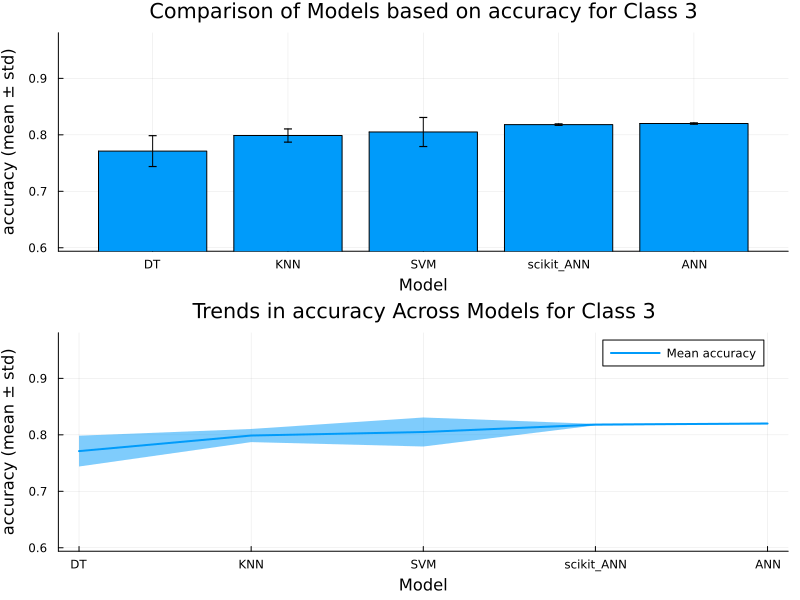 Comparison of Models based on accuracy for Class 3
accuracy (mean ± std)
0.9
0.8
0.7
0.6
DT KNN SVM scikit_ANN ANN
Model
Trends in accuracy Across Models for Class 3
accuracy (mean ± std)
Mean accuracy
0.9
0.8
0.7
0.6
DT KNN SVM scikit_ANN ANN
Model